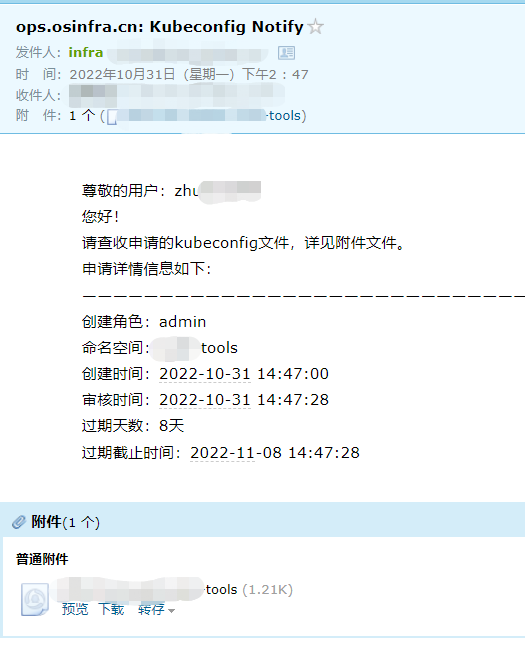 ops.osinfra.cn: Kubeconfig Notify
发件人：infra
时 间：2022年10月31日（星期一）下午2：47
收件人：
附 件：1 个 ( -tools)
尊敬的用户：zhu
您好！
请查收申请的kubeconfig文件，详见附件文件。
申请详情信息如下：
————————————————————————————
创建角色：admin
命名空间： tools
创建时间：2022-10-31 14:47:00
审核时间：2022-10-31 14:47:28
过期天数：8天
过期截止时间：2022-11-08 14:47:28
附件(1 个)
普通附件
-tools (1.21K)
预览 下载 转存